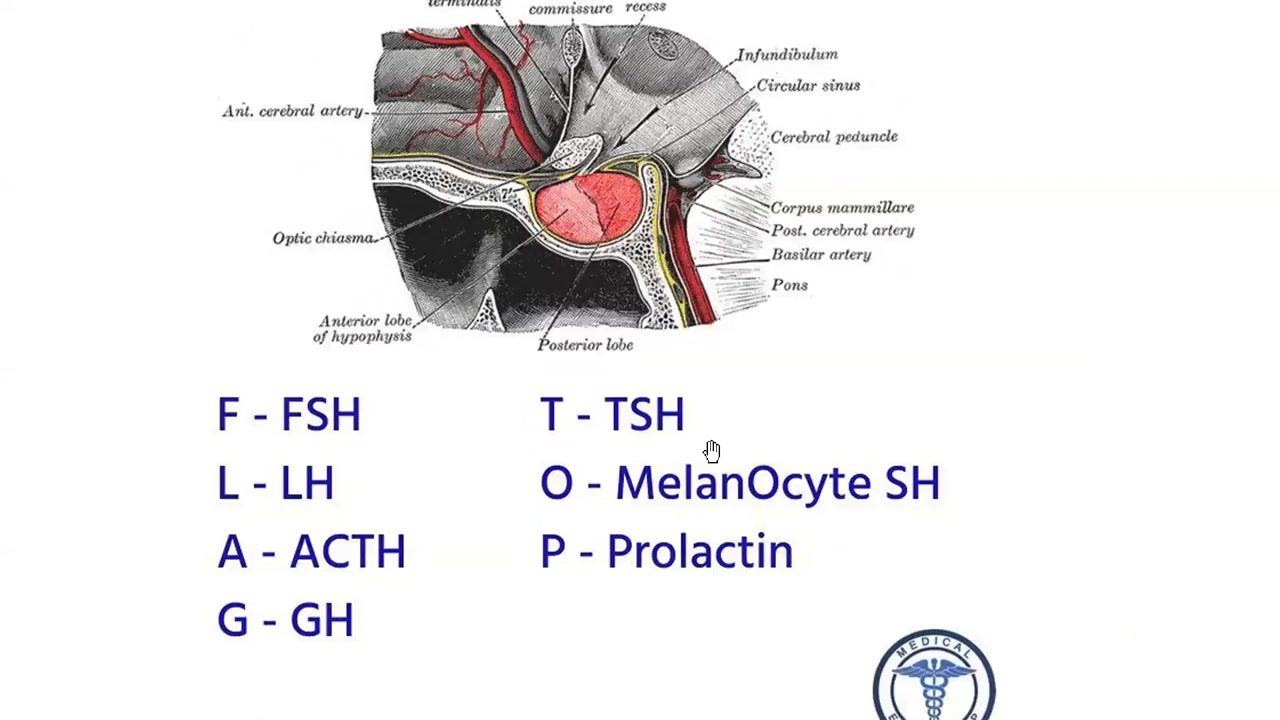 terminalis
commissure recess
Infundibulum
Circular sinus
Ant. cerebral artery
Cerebral peduncle
7'
Corpus mammillare
Post. cerebral artery
Optic chiasma
Basilar artery
Pons
Anterior lobe
of hypophysis
Posterior lobe
F - FSH
L - LH
A - ACTH
G - GH
T - TSH
O - MelanOcyte SH
P - Prolactin
MEDICAL